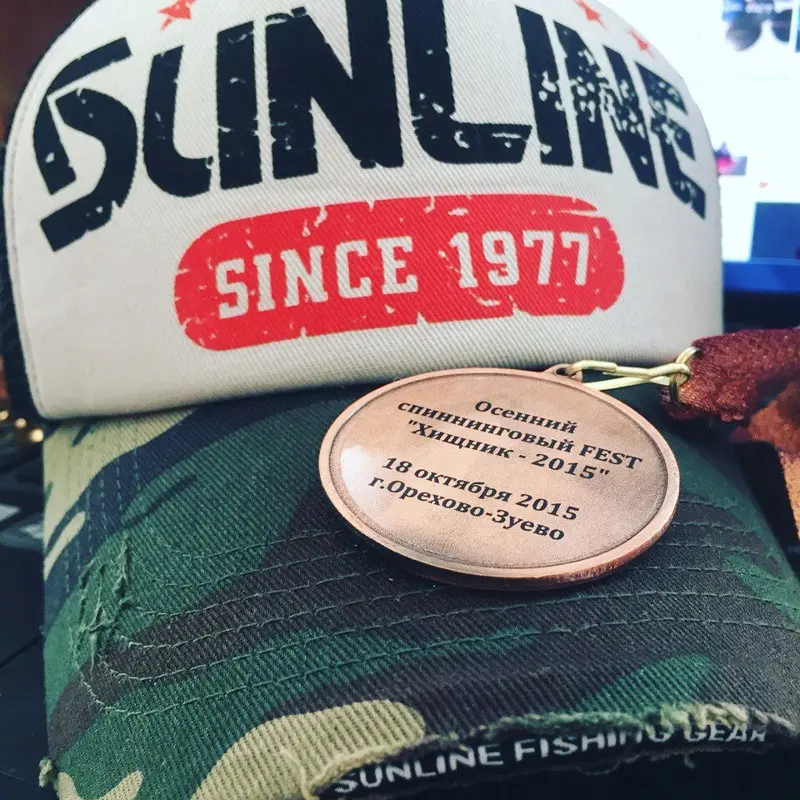 SUNLINE
SINCE 1977
Осенний
спиннинговый FEST
"Хищник - 2015"
18 октября 2015
г.Орехово-Зуево
SUNLINE FISHING GEAR